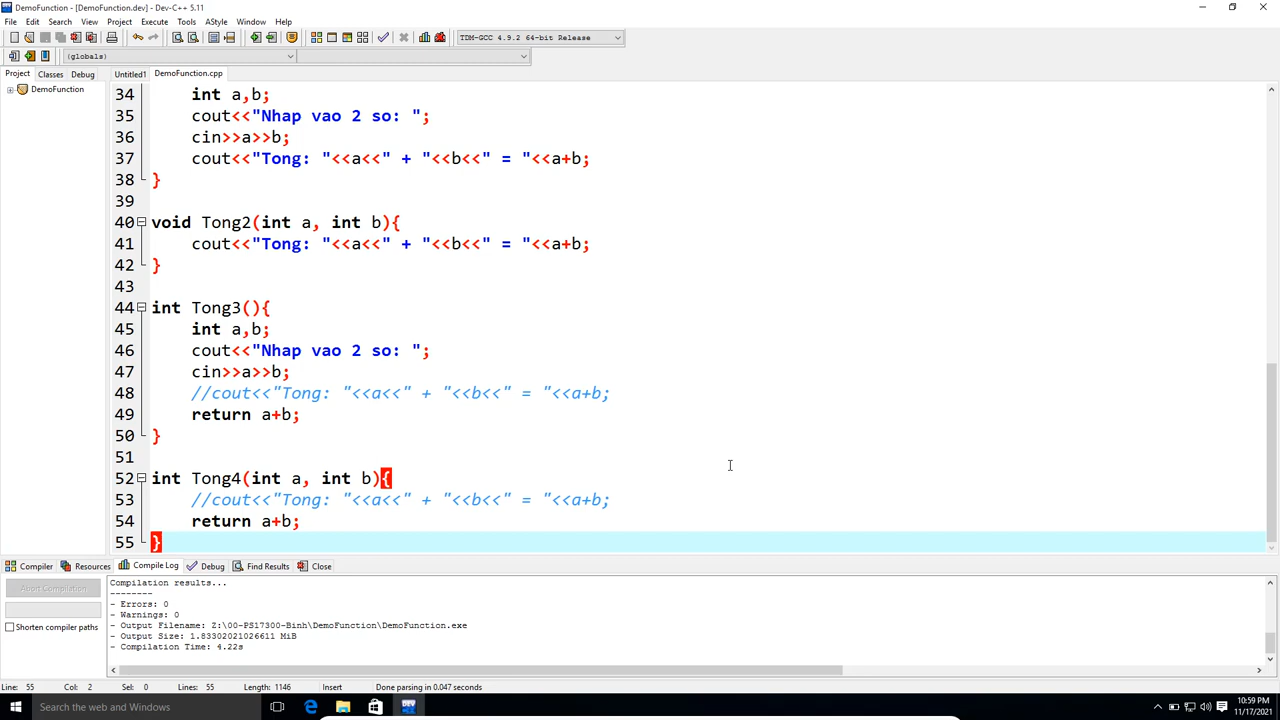 DemoFunction - [DemoFunction.dev] - Dev-C++ 5.11
File Edit Search View Project Execute Tools AStyle Window Help
TDM-GCC 4.9.2 64-bit Release
(globals)
Project Classes Debug Untitled1 DemoFunction.cpp
DemoFunction
34 int a,b;
35 cout<<"Nhap vao 2 so: ";
36 cin>>a>>b;
37 cout<<"Tong: "<<a<<" + "<<b<<" = "<<a+b;
38 }
39
40 void Tong2(int a, int b){
41 cout<<"Tong: "<<a<<" + "<<b<<" = "<<a+b;
42 }
43
44 int Tong3(){
45 int a,b;
46 cout<<"Nhap vao 2 so: ";
47 cin>>a>>b;
48 //cout<<"Tong: "<<a<<" + "<<b<<" = "<<a+b;
49 return a+b;
50 }
51
52 int Tong4(int a, int b){
53 //cout<<"Tong: "<<a<<" + "<<b<<" = "<<a+b;
54 return a+b;
55 }
Compiler Resources Compile Log Debug Find Results Close
Abort Compilation
Shorten compiler paths
Compilation results...
--------
- Errors: 0
- Warnings: 0
- Output Filename: Z:\00-PS17300-Binh\DemoFunction\DemoFunction.exe
- Output Size: 1.83302021026611 MiB
- Compilation Time: 4.22s
Line: 55 Col: 2 Sel: 0 Lines: 55 Length: 1146 Insert Done parsing in 0.047 seconds
Search the web and Windows
10:59 PM
11/17/2021